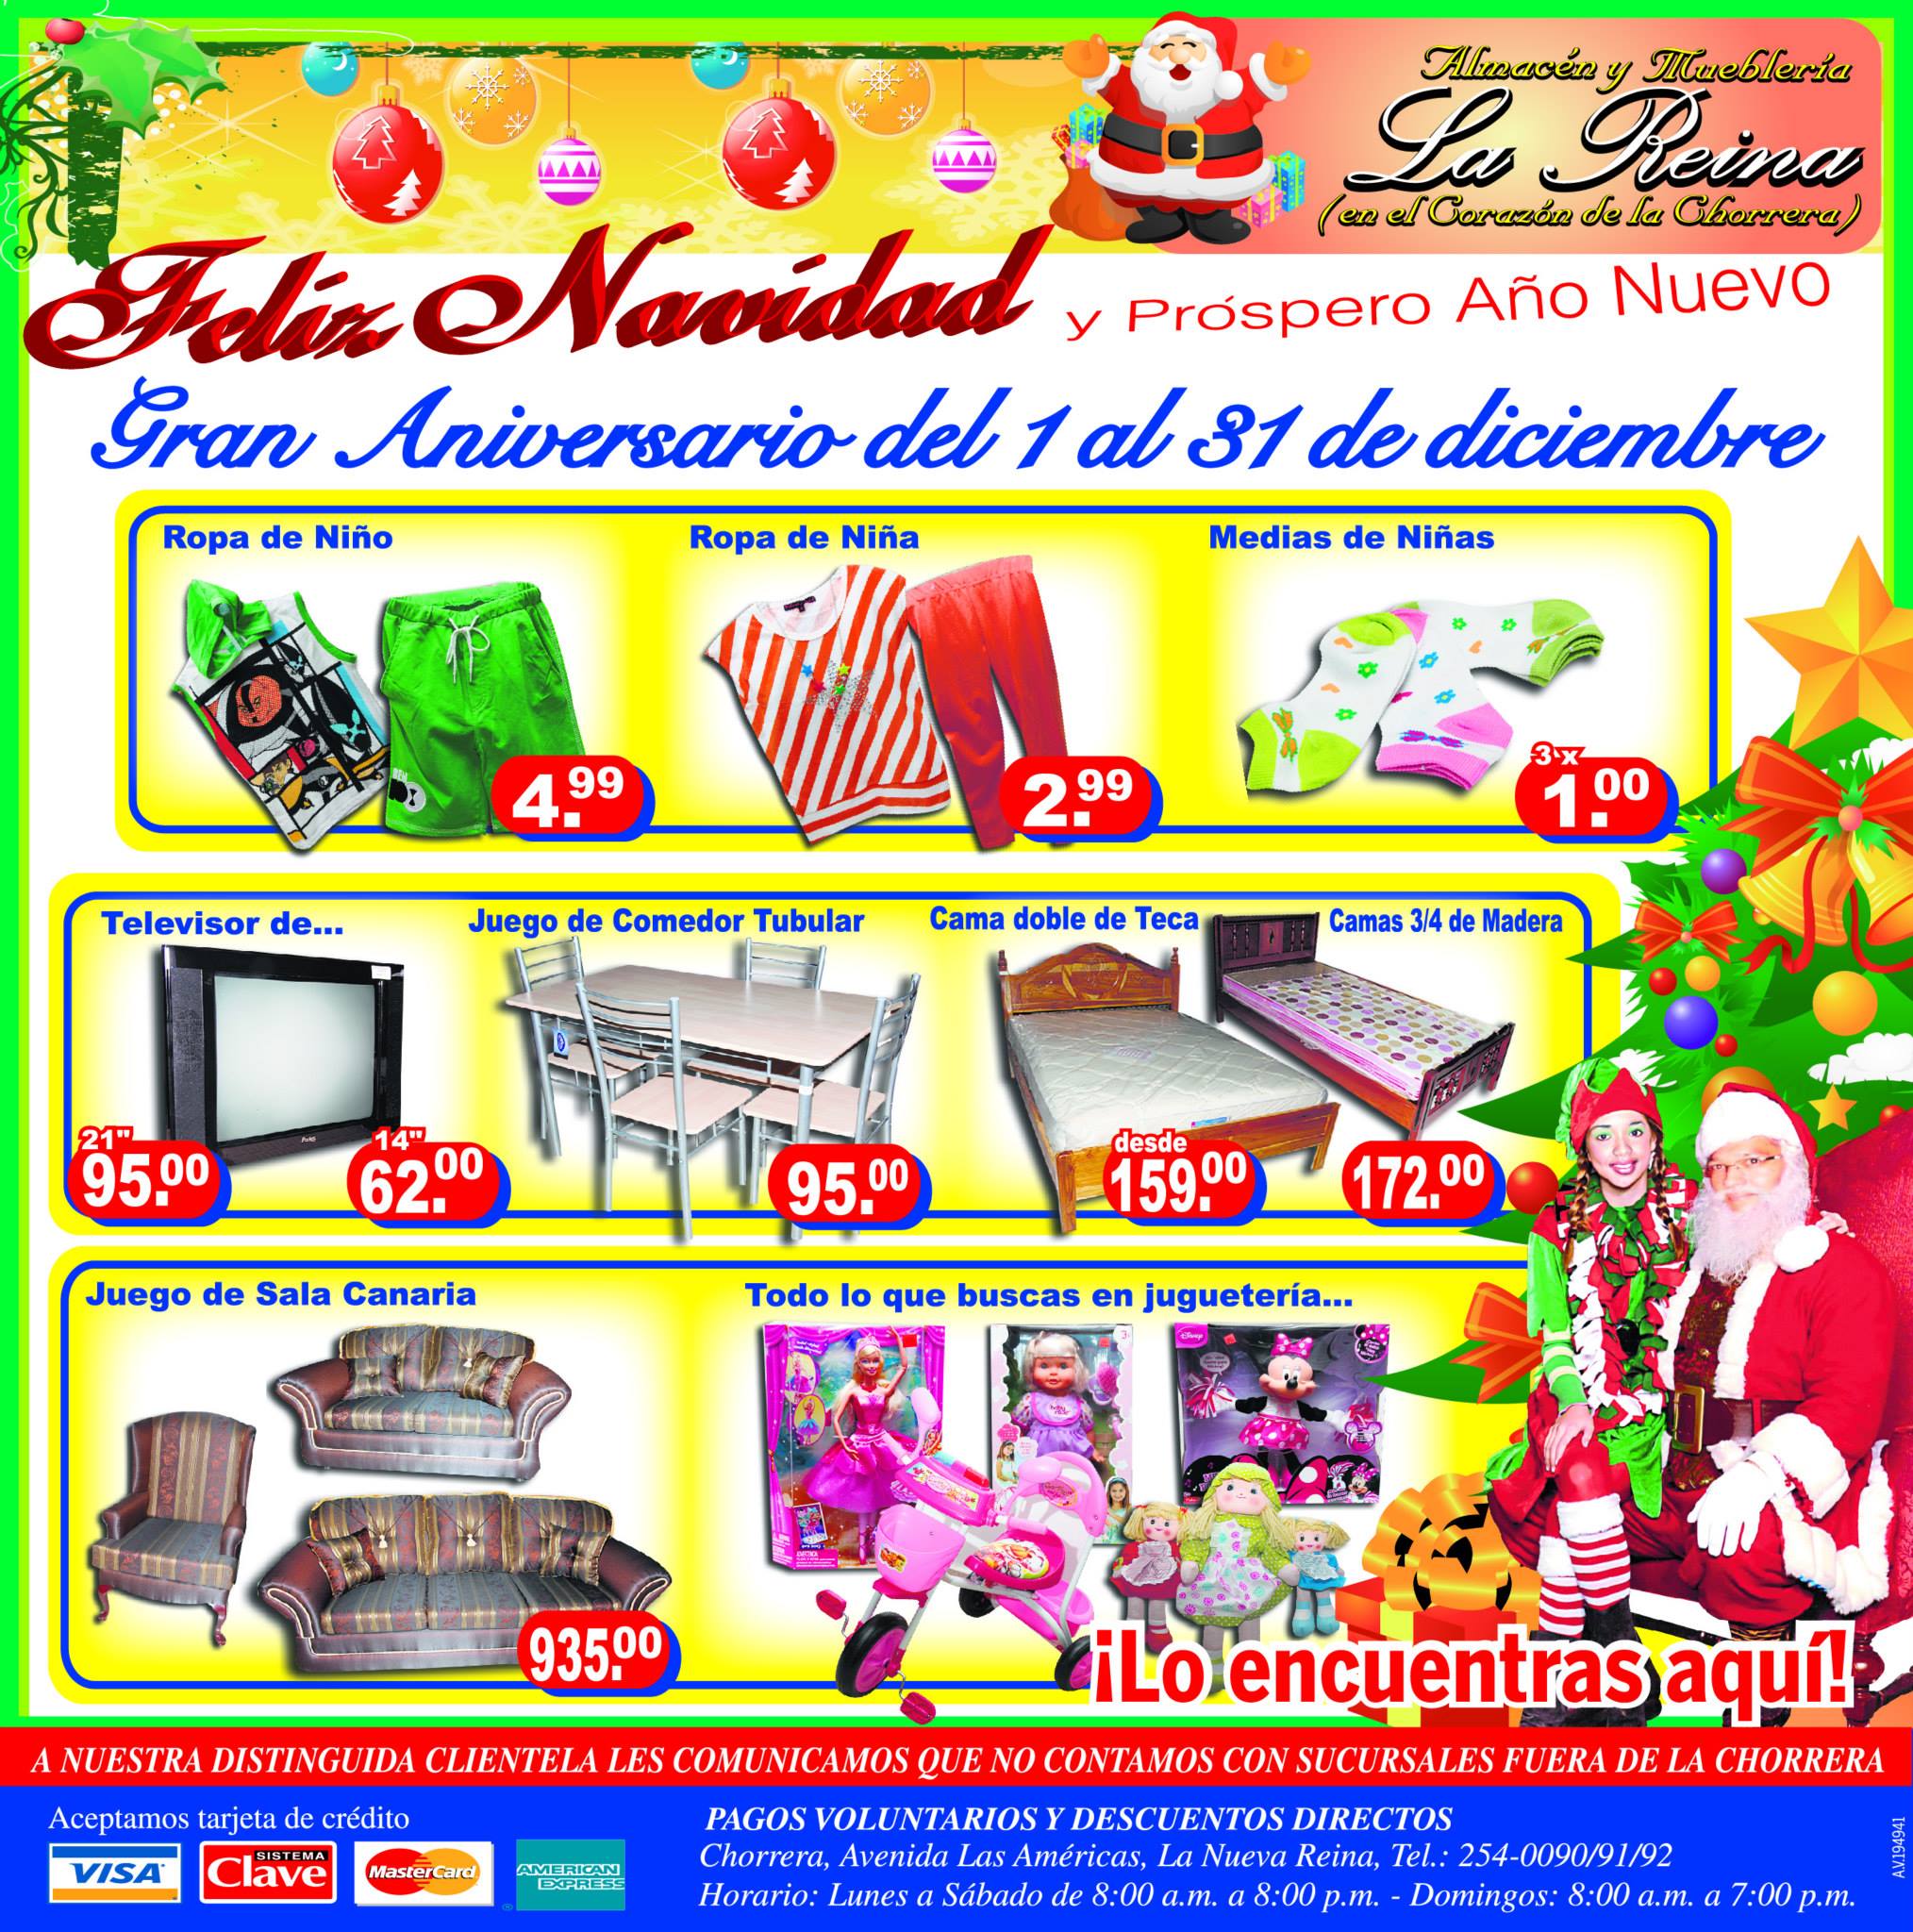 Almacén y Mueblería
La Reina
(en el Corazón de la Chorrera)
Feliz Navidad y Próspero Año Nuevo
Gran Aniversario del 1 al 31 de diciembre
Ropa de Niño
Ropa de Niña
Medias de Niñas
4.99
2.99
3 x
1.00
Televisor de...
Juego de Comedor Tubular
Cama doble de Teca
Camas 3/4 de Madera
21"
95.00
14"
62.00
95.00
desde
159.00
172.00
Juego de Sala Canaria
Todo lo que buscas en juguetería...
Disney
935.00
¡Lo encuentras aquí!
A NUESTRA DISTINGUIDA CLIENTELA LES COMUNICAMOS QUE NO CONTAMOS CON SUCURSALES FUERA DE LA CHORRERA
Aceptamos tarjeta de crédito
VISA
SISTEMA
Clave
MasterCard
AMERICAN
EXPRESS
PAGOS VOLUNTARIOS Y DESCUENTOS DIRECTOS
Chorrera, Avenida Las Américas, La Nueva Reina, Tel.: 254-0090/91/92
Horario: Lunes a Sábado de 8:00 a.m. a 8:00 p.m. - Domingos: 8:00 a.m. a 7:00 p.m.
AV.194941